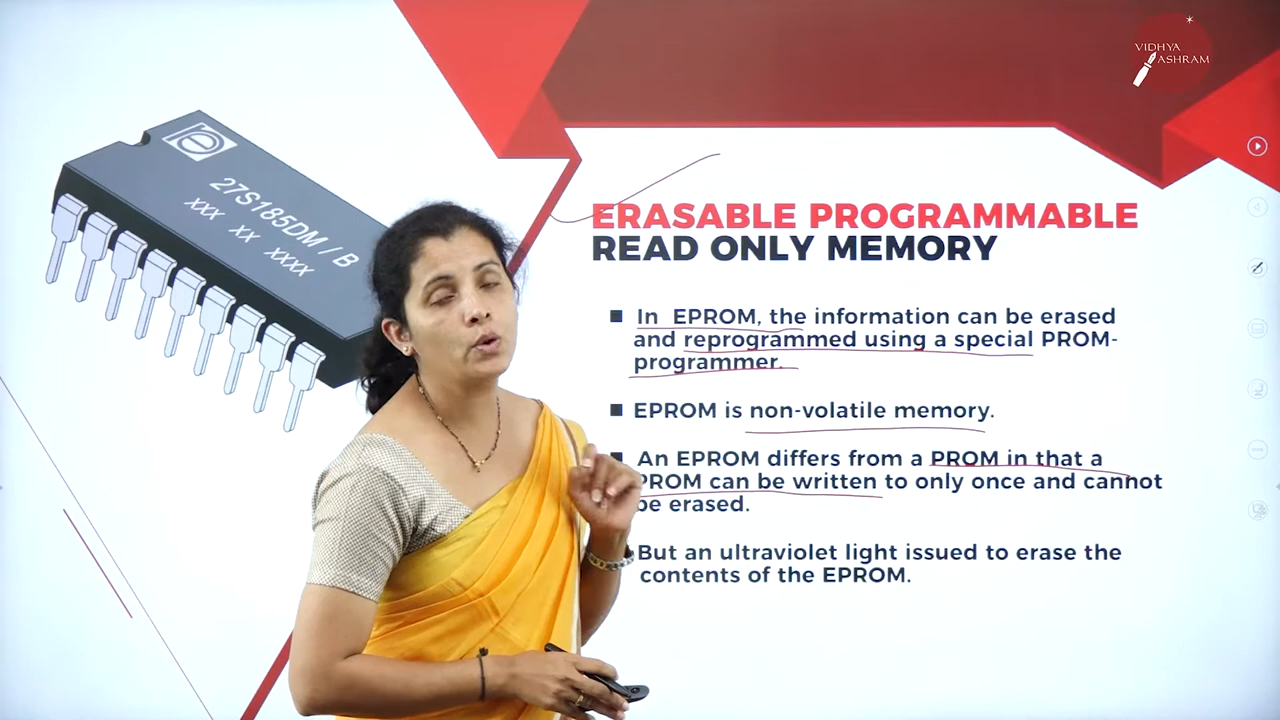 VIDHYA
ASHRAM
27S185DM / B
XXX XX XXXX
ERASABLE PROGRAMMABLE
READ ONLY MEMORY
In EPROM, the information can be erased
and reprogrammed using a special PROM-
programmer.
EPROM is non-volatile memory.
An EPROM differs from a PROM in that a
PROM can be written to only once and cannot
be erased.
But an ultraviolet light issued to erase the
contents of the EPROM.